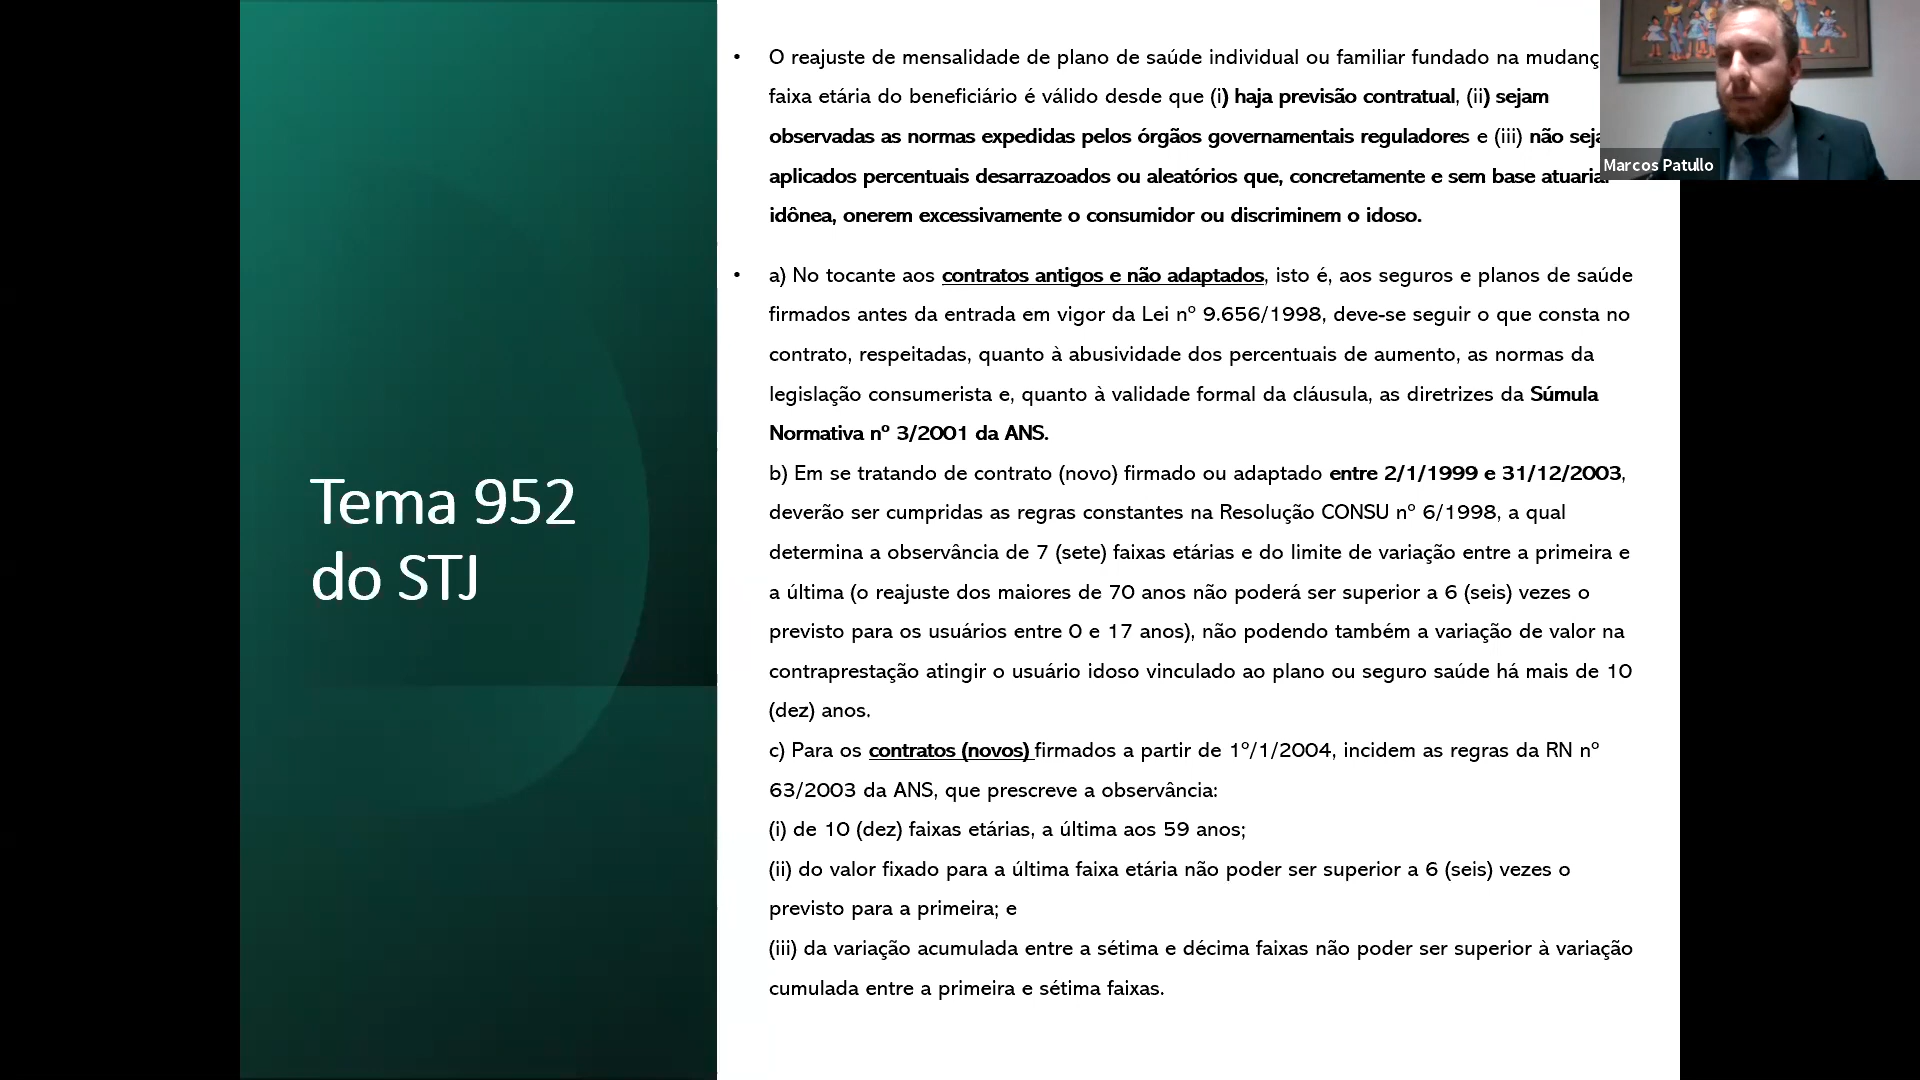 Tema 952
do STJ
• O reajuste de mensalidade de plano de saúde individual ou familiar fundado na mudanç
faixa etária do beneficiário é válido desde que (i) haja previsão contratual, (ii) sejam
observadas as normas expedidas pelos órgãos governamentais reguladores e (iii) não seja
aplicados percentuais desarrazoados ou aleatórios que, concretamente e sem base atuarial
idônea, onerem excessivamente o consumidor ou discriminem o idoso.
• a) No tocante aos contratos antigos e não adaptados, isto é, aos seguros e planos de saúde
firmados antes da entrada em vigor da Lei nº 9.656/1998, deve-se seguir o que consta no
contrato, respeitadas, quanto à abusividade dos percentuais de aumento, as normas da
legislação consumerista e, quanto à validade formal da cláusula, as diretrizes da Súmula
Normativa nº 3/2001 da ANS.
b) Em se tratando de contrato (novo) firmado ou adaptado entre 2/1/1999 e 31/12/2003,
deverão ser cumpridas as regras constantes na Resolução CONSU nº 6/1998, a qual
determina a observância de 7 (sete) faixas etárias e do limite de variação entre a primeira e
a última (o reajuste dos maiores de 70 anos não poderá ser superior a 6 (seis) vezes o
previsto para os usuários entre 0 e 17 anos), não podendo também a variação de valor na
contraprestação atingir o usuário idoso vinculado ao plano ou seguro saúde há mais de 10
(dez) anos.
c) Para os contratos (novos) firmados a partir de 1º/1/2004, incidem as regras da RN nº
63/2003 da ANS, que prescreve a observância:
(i) de 10 (dez) faixas etárias, a última aos 59 anos;
(ii) do valor fixado para a última faixa etária não poder ser superior a 6 (seis) vezes o
previsto para a primeira; e
(iii) da variação acumulada entre a sétima e décima faixas não poder ser superior à variação
cumulada entre a primeira e sétima faixas.
Marcos Patullo